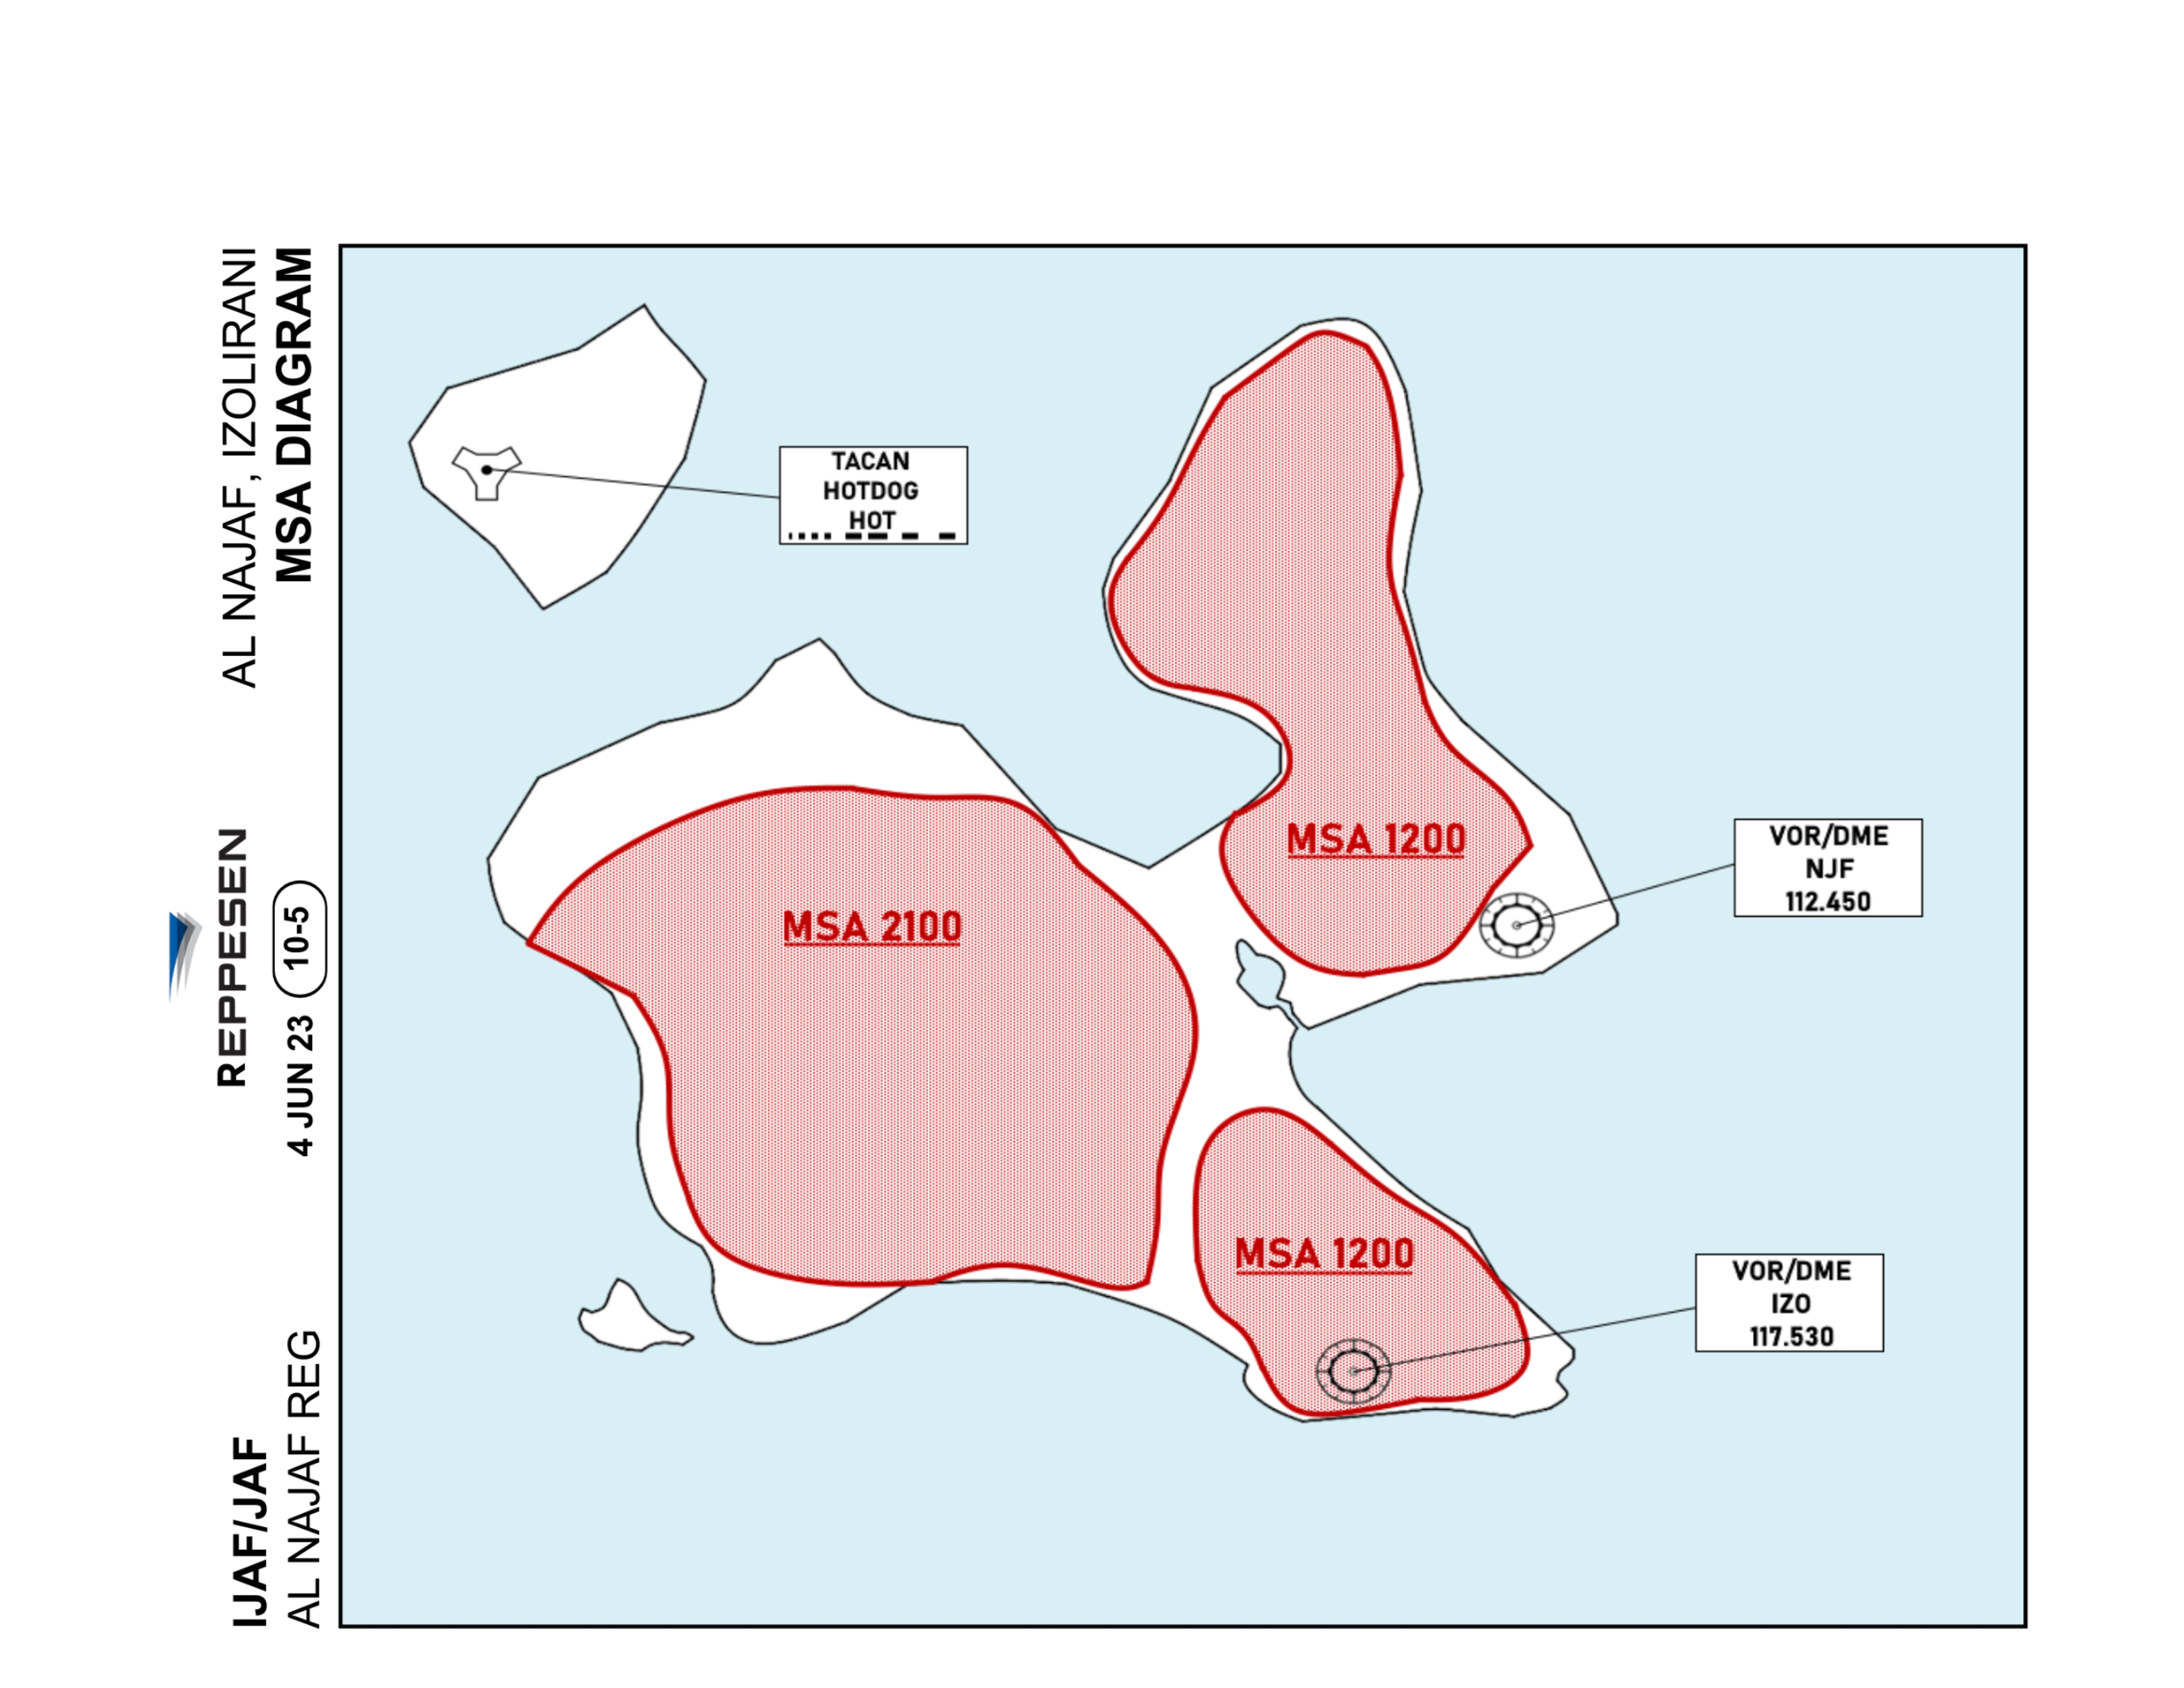 IJAF/JAF
AL NAJAF REG
REPPESEN
4 JUN 23 10-5
AL NAJAF, IZOLIRANI
MSA DIAGRAM
TACAN
HOTDOG
HOT
MSA 1200
VOR/DME
NJF
112.450
MSA 2100
MSA 1200
VOR/DME
IZO
117.530